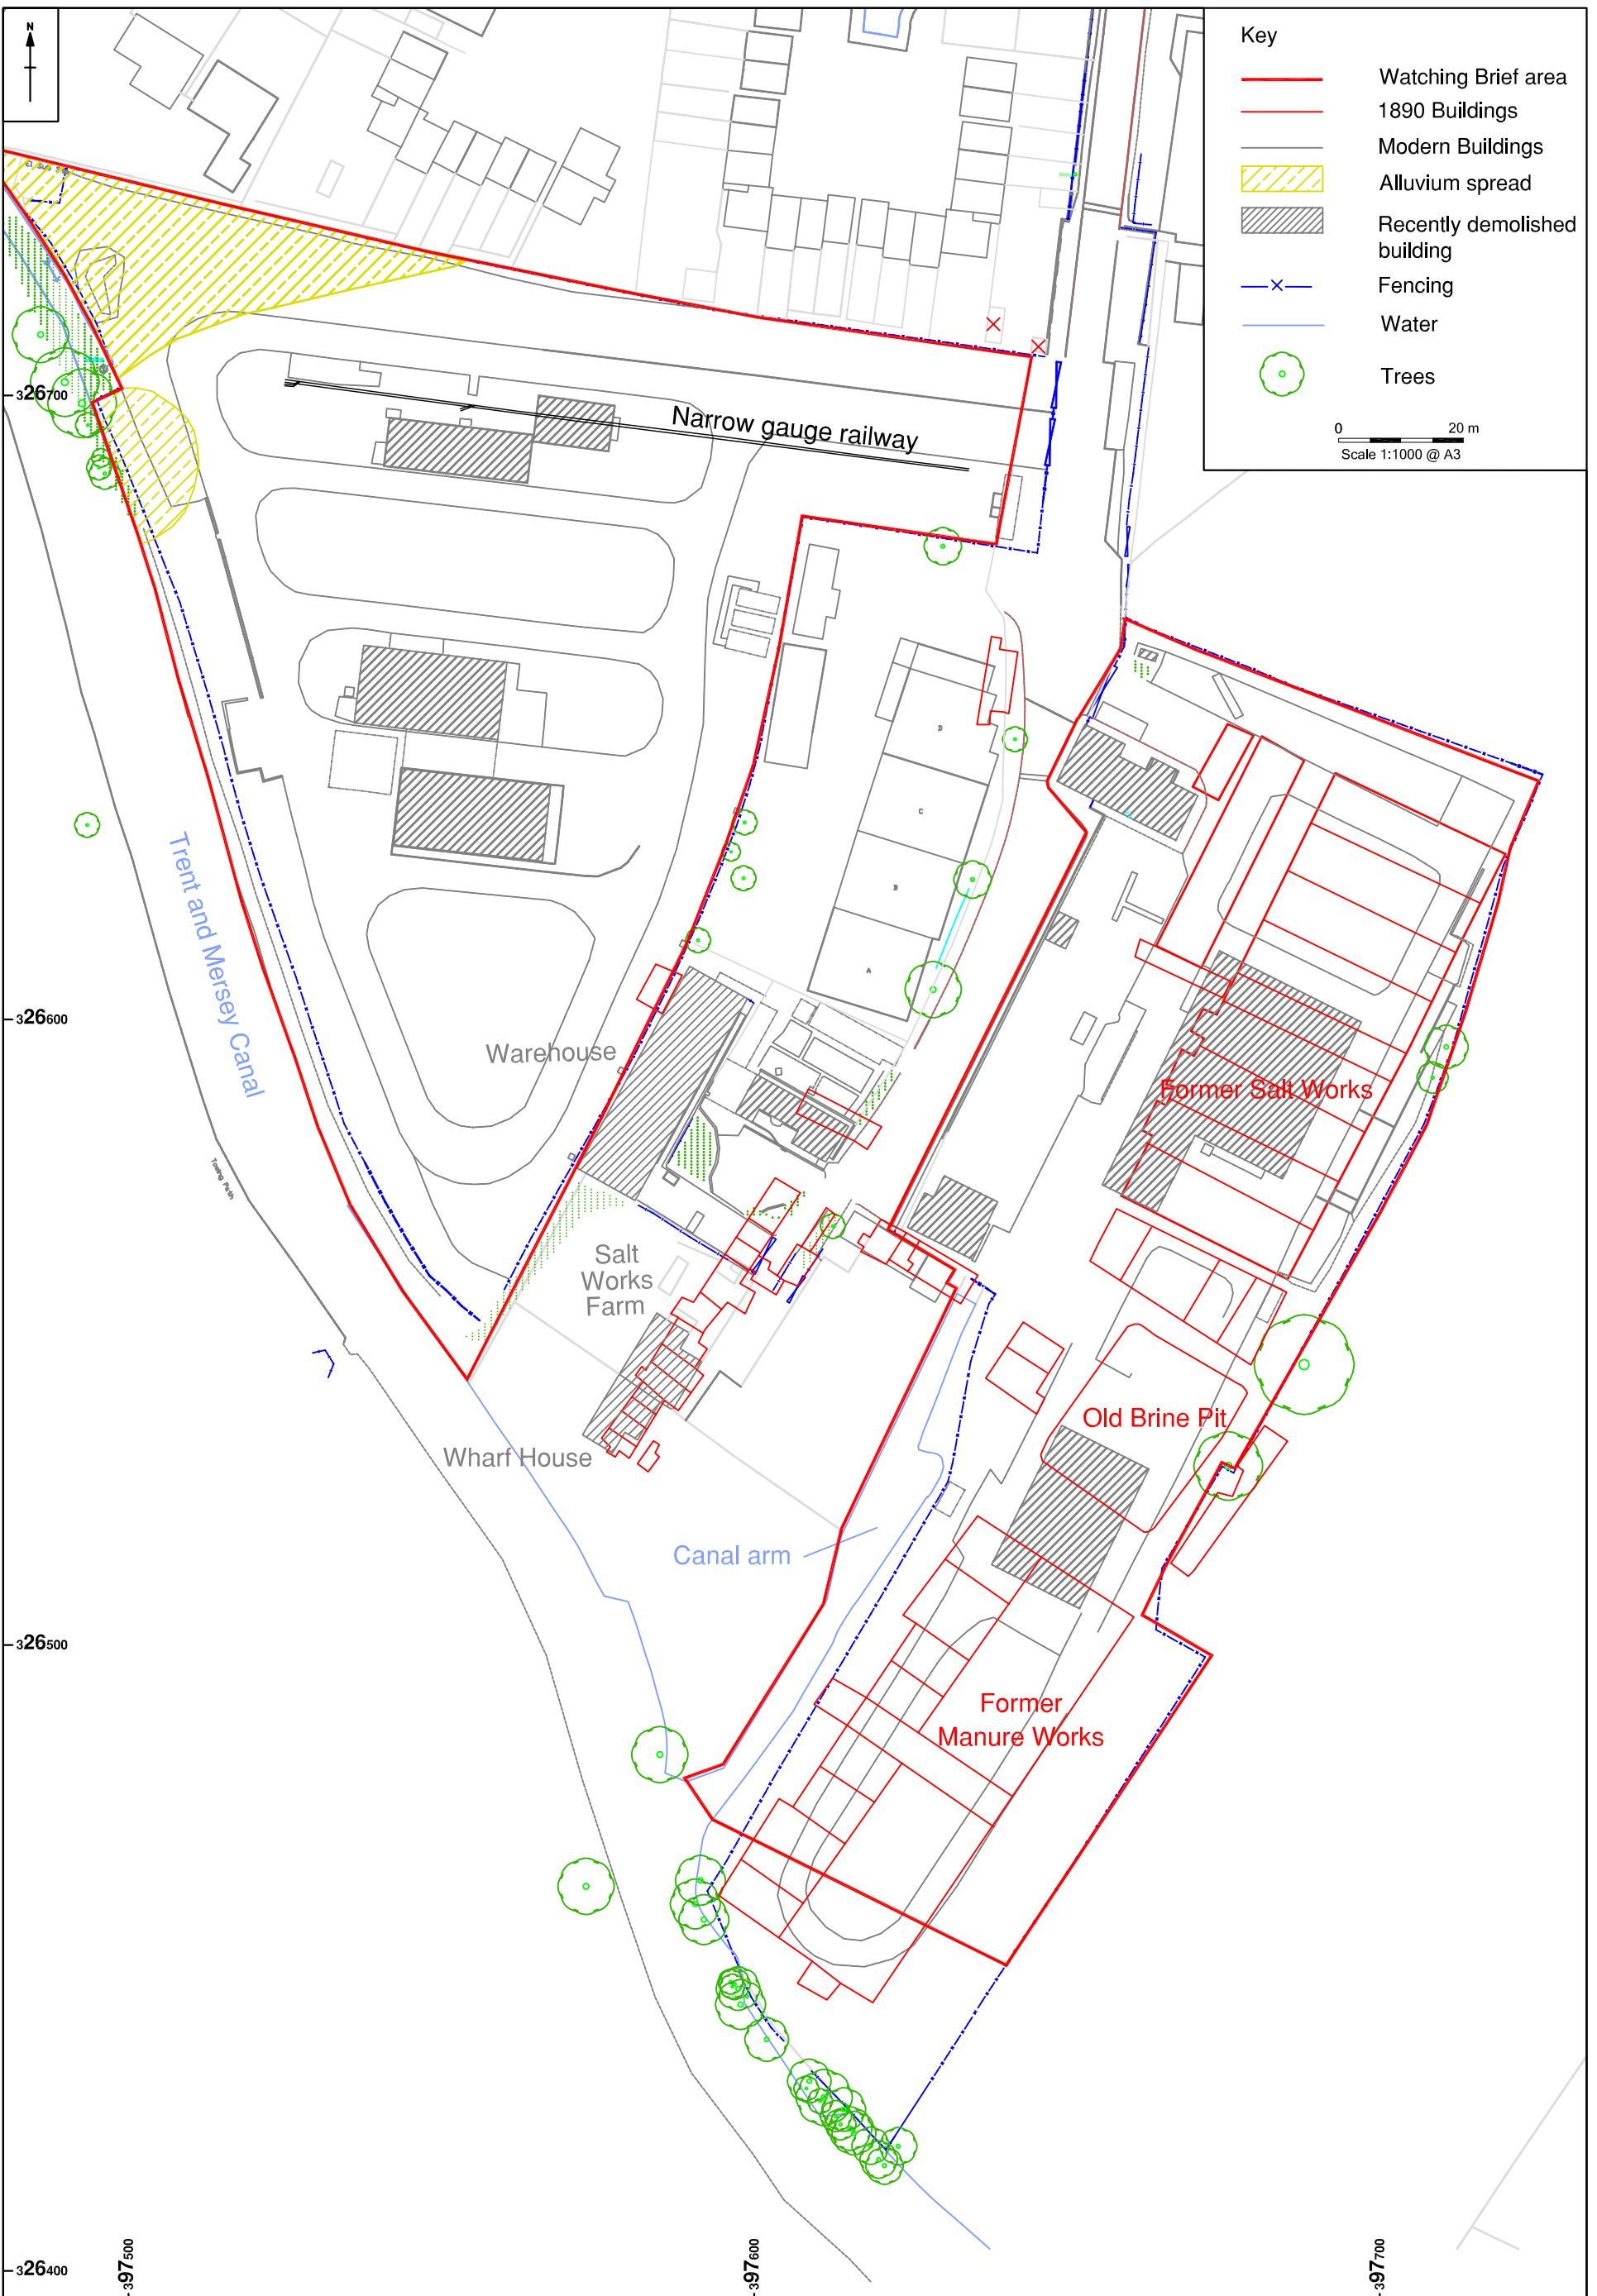 N
Key
Watching Brief area
1890 Buildings
Modern Buildings
Alluvium spread
Recently demolished
building
Fencing
Water
Trees
0 20 m
Scale 1:1000 @ A3
326700
Narrow gauge railway
D
C
B
A
Trent and Mersey Canal
326600
Warehouse
Former Salt Works
Towing Path
Salt
Works
Farm
Old Brine Pit
Wharf House
Canal arm
326500
Former
Manure Works
326400
397500
397600
397700